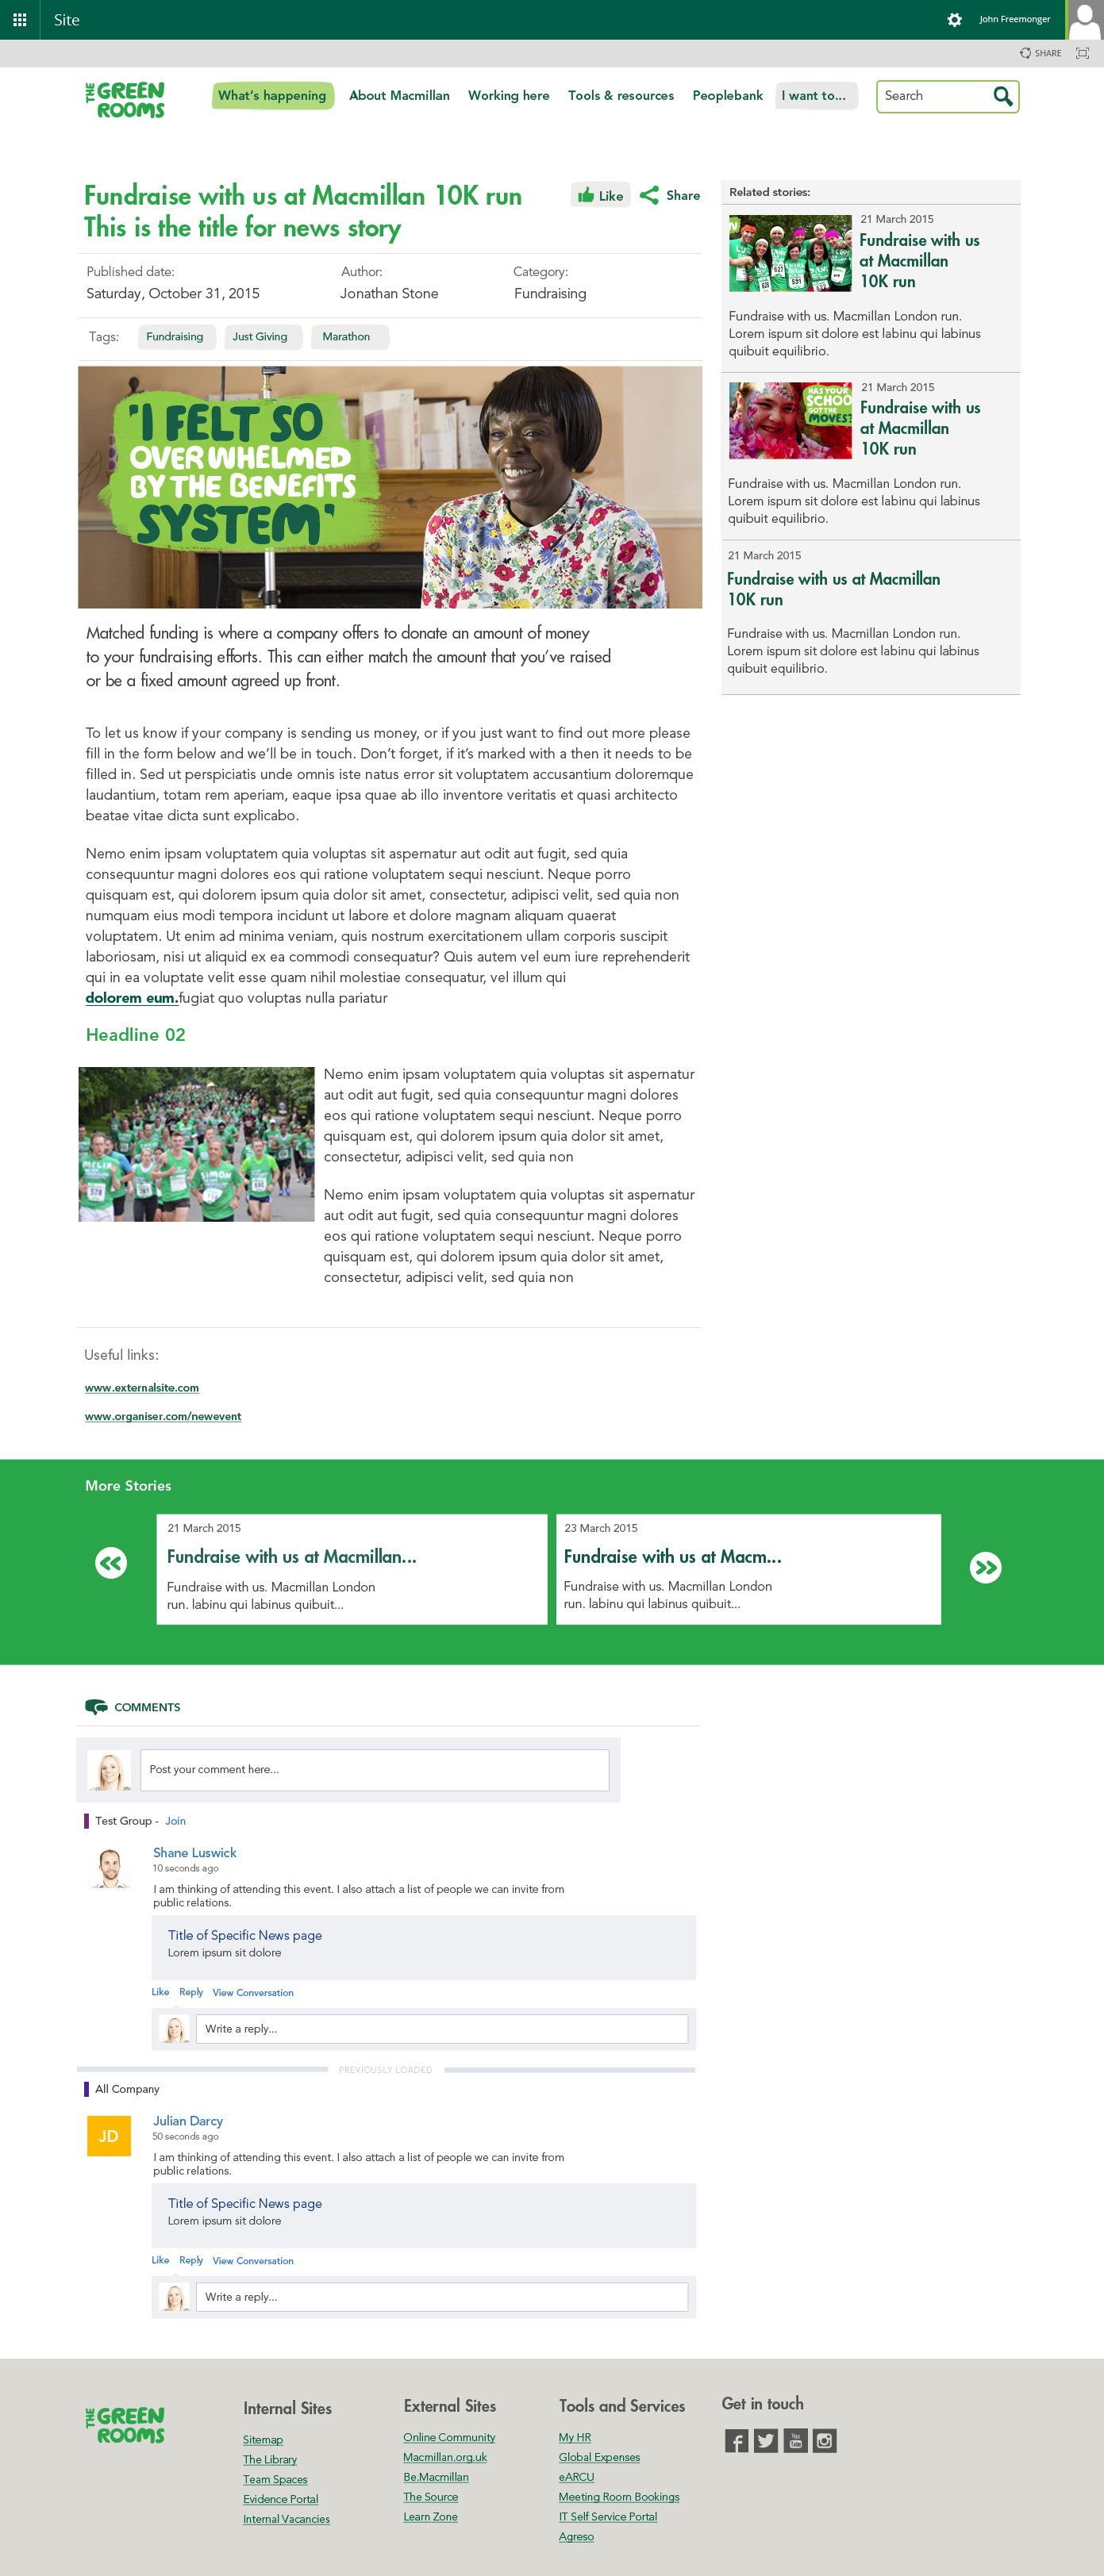 Site
John Freemonger
SHARE
THE GREEN ROOMS
What's happening
About Macmillan
Working here
Tools & resources
Peoplebank
I want to...
Search
Fundraise with us at Macmillan 10K run
This is the title for news story
Like
Share
Published date:
Author:
Category:
Saturday, October 31, 2015
Jonathan Stone
Fundraising
Tags:
Fundraising
Just Giving
Marathon
'I FELT SO
OVERWHELMED
BY THE BENEFITS
SYSTEM'
Matched funding is where a company offers to donate an amount of money
to your fundraising efforts. This can either match the amount that you've raised
or be a fixed amount agreed up front.
To let us know if your company is sending us money, or if you just want to find out more please
fill in the form below and we'll be in touch. Don't forget, if it's marked with a then it needs to be
filled in. Sed ut perspiciatis unde omnis iste natus error sit voluptatem accusantium doloremque
laudantium, totam rem aperiam, eaque ipsa quae ab illo inventore veritatis et quasi architecto
beatae vitae dicta sunt explicabo.
Nemo enim ipsam voluptatem quia voluptas sit aspernatur aut odit aut fugit, sed quia
consequuntur magni dolores eos qui ratione voluptatem sequi nesciunt. Neque porro
quisquam est, qui dolorem ipsum quia dolor sit amet, consectetur, adipisci velit, sed quia non
numquam eius modi tempora incidunt ut labore et dolore magnam aliquam quaerat
voluptatem. Ut enim ad minima veniam, quis nostrum exercitationem ullam corporis suscipit
laboriosam, nisi ut aliquid ex ea commodi consequatur? Quis autem vel eum iure reprehenderit
qui in ea voluptate velit esse quam nihil molestiae consequatur, vel illum qui
dolorem eum.fugiat quo voluptas nulla pariatur
Headline 02
MELIA
578
SIMON
Nemo enim ipsam voluptatem quia voluptas sit aspernatur
aut odit aut fugit, sed quia consequuntur magni dolores
eos qui ratione voluptatem sequi nesciunt. Neque porro
quisquam est, qui dolorem ipsum quia dolor sit amet,
consectetur, adipisci velit, sed quia non
Nemo enim ipsam voluptatem quia voluptas sit aspernatur
aut odit aut fugit, sed quia consequuntur magni dolores
eos qui ratione voluptatem sequi nesciunt. Neque porro
quisquam est, qui dolorem ipsum quia dolor sit amet,
consectetur, adipisci velit, sed quia non
Useful links:
www.externalsite.com
www.organiser.com/newevent
Related stories:
21 March 2015
Fundraise with us
at Macmillan
10K run
Fundraise with us. Macmillan London run.
Lorem ispum sit dolore est labinu qui labinus
quibuit equilibrio.
HAS YOUR
SCHOO
GOT THE
MOVES?
21 March 2015
Fundraise with us
at Macmillan
10K run
Fundraise with us. Macmillan London run.
Lorem ispum sit dolore est labinu qui labinus
quibuit equilibrio.
21 March 2015
Fundraise with us at Macmillan
10K run
Fundraise with us. Macmillan London run.
Lorem ispum sit dolore est labinu qui labinus
quibuit equilibrio.
More Stories
21 March 2015
Fundraise with us at Macmillan...
Fundraise with us. Macmillan London
run. labinu qui labinus quibuit...
23 March 2015
Fundraise with us at Macm...
Fundraise with us. Macmillan London
run. labinu qui labinus quibuit...
COMMENTS
Post your comment here...
Test Group - Join
Shane Luswick
10 seconds ago
I am thinking of attending this event. I also attach a list of people we can invite from
public relations.
Title of Specific News page
Lorem ipsum sit dolore
Like Reply View Conversation
Write a reply...
PREVIOUSLY LOADED
All Company
JD
Julian Darcy
50 seconds ago
I am thinking of attending this event. I also attach a list of people we can invite from
public relations.
Title of Specific News page
Lorem ipsum sit dolore
Like Reply View Conversation
Write a reply...
THE GREEN ROOMS
Internal Sites
Sitemap
The Library
Team Spaces
Evidence Portal
Internal Vacancies
External Sites
Online Community
Macmillan.org.uk
Be.Macmillan
The Source
Learn Zone
Tools and Services
My HR
Global Expenses
eARCU
Meeting Room Bookings
IT Self Service Portal
Agreso
Get in touch
You Tube